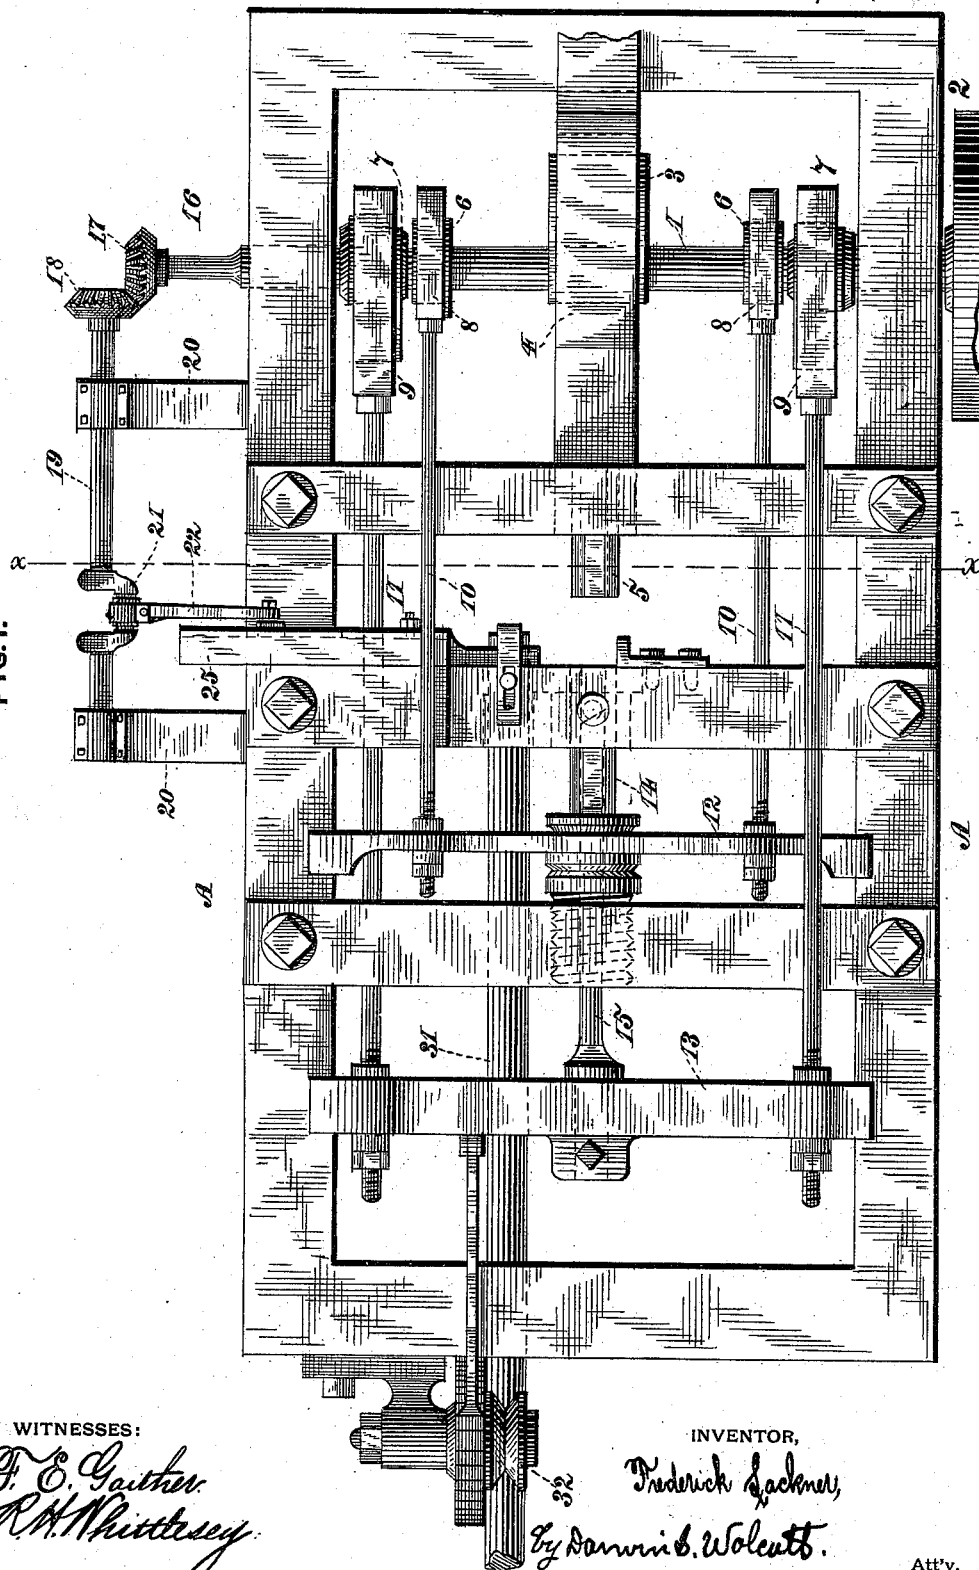 2
17
16
18
7
7
6
6
3
1
8
8
4
20
9
9
19
21
22
x
x
5
11
10
10
11
25
14
20
12
A
A
31
15
13
FIG. 1.
WITNESSES:
F. E. Gaither.
R. H. Whittlesey.
INVENTOR,
Frederick Lackner,
32
by Darwin S. Wolcott.
Att'y.